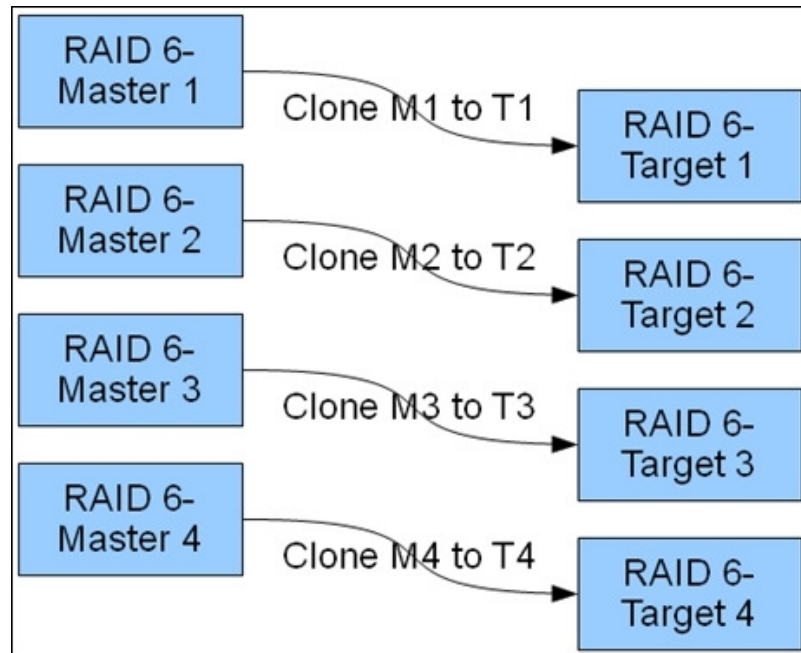 RAID 6-
Master 1
Clone M1 to T1
RAID 6-
Target 1
RAID 6-
Master 2
Clone M2 to T2
RAID 6-
Target 2
RAID 6-
Master 3
Clone M3 to T3
RAID 6-
Target 3
RAID 6-
Master 4
Clone M4 to T4
RAID 6-
Target 4